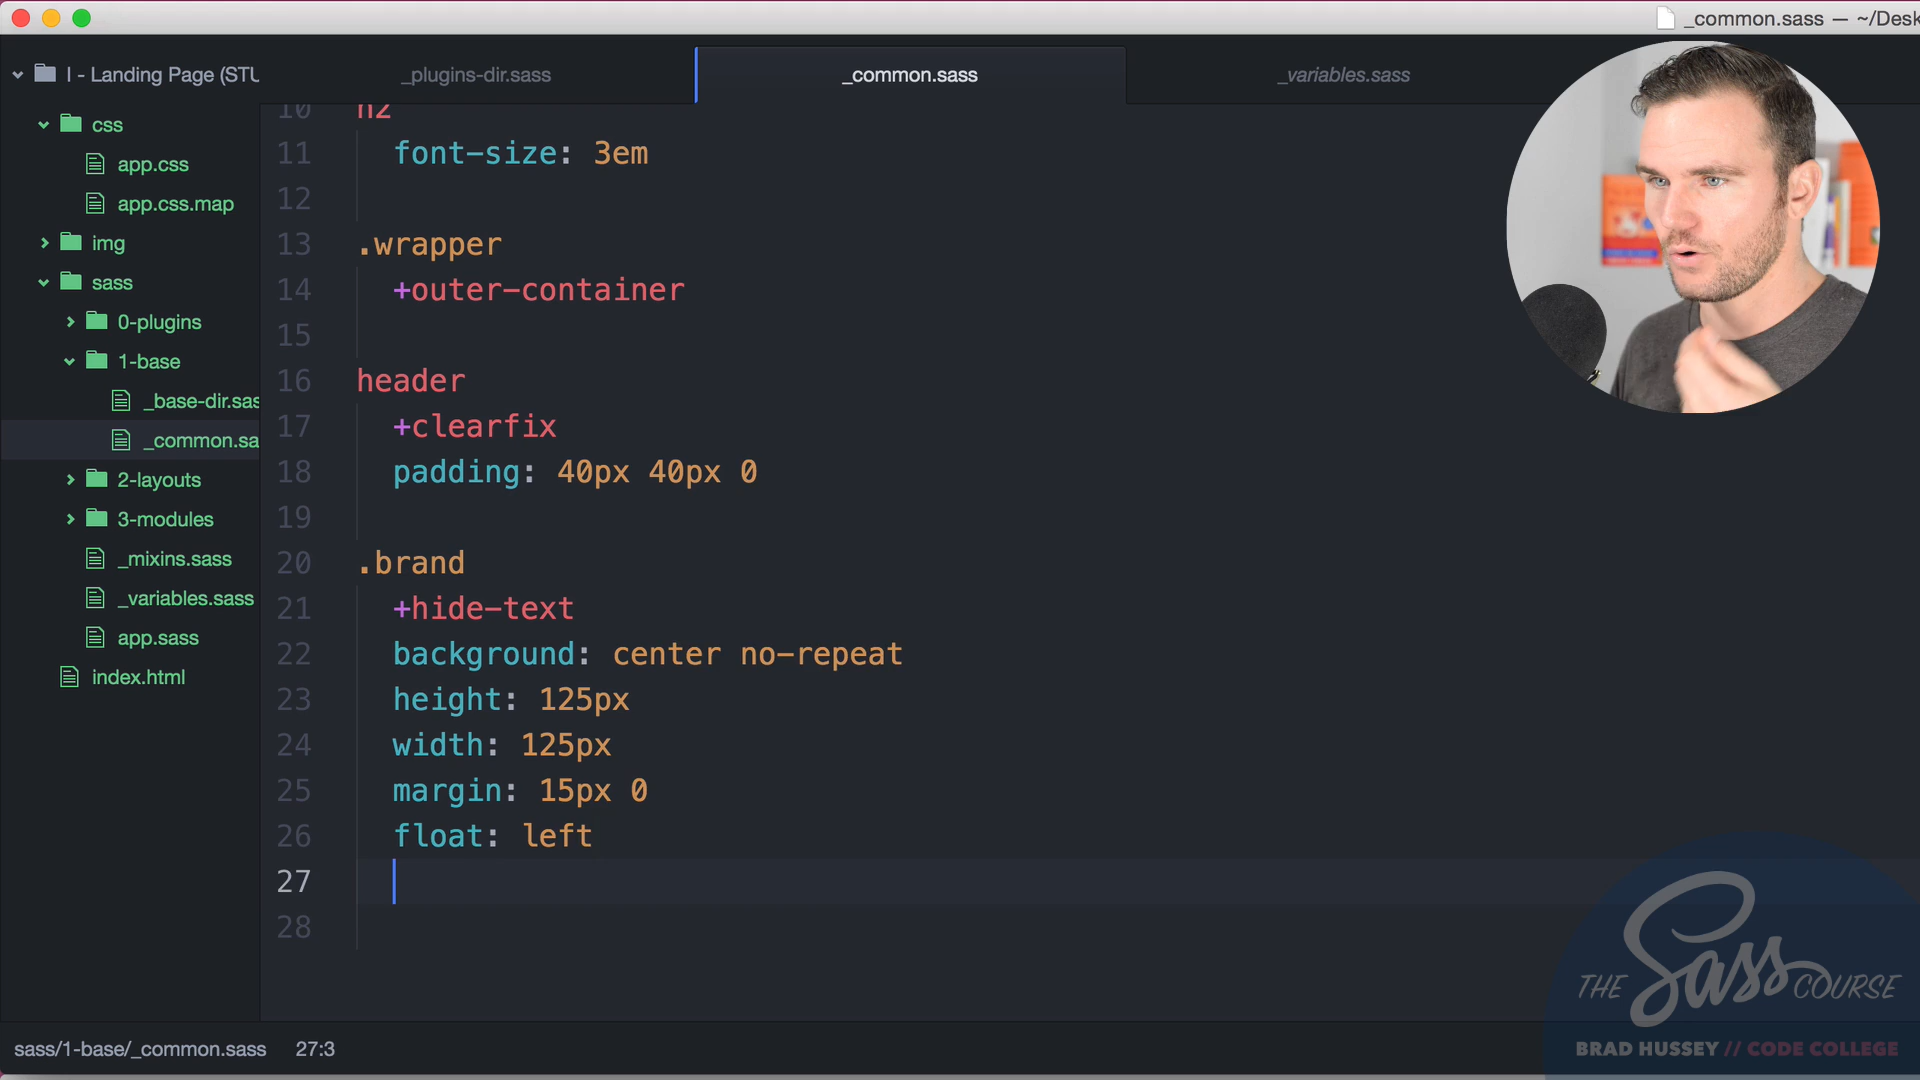 _common.sass — ~/Desk
l - Landing Page (STU
_plugins-dir.sass
_common.sass
_variables.sass
css
app.css
app.css.map
img
sass
0-plugins
1-base
_base-dir.sas
_common.sa
2-layouts
3-modules
_mixins.sass
_variables.sass
app.sass
index.html
10 h2
11 font-size: 3em
12
13 .wrapper
14 +outer-container
15
16 header
17 +clearfix
18 padding: 40px 40px 0
19
20 .brand
21 +hide-text
22 background: center no-repeat
23 height: 125px
24 width: 125px
25 margin: 15px 0
26 float: left
27
28
THE Sass COURSE
BRAD HUSSEY // CODE COLLEGE
sass/1-base/_common.sass 27:3